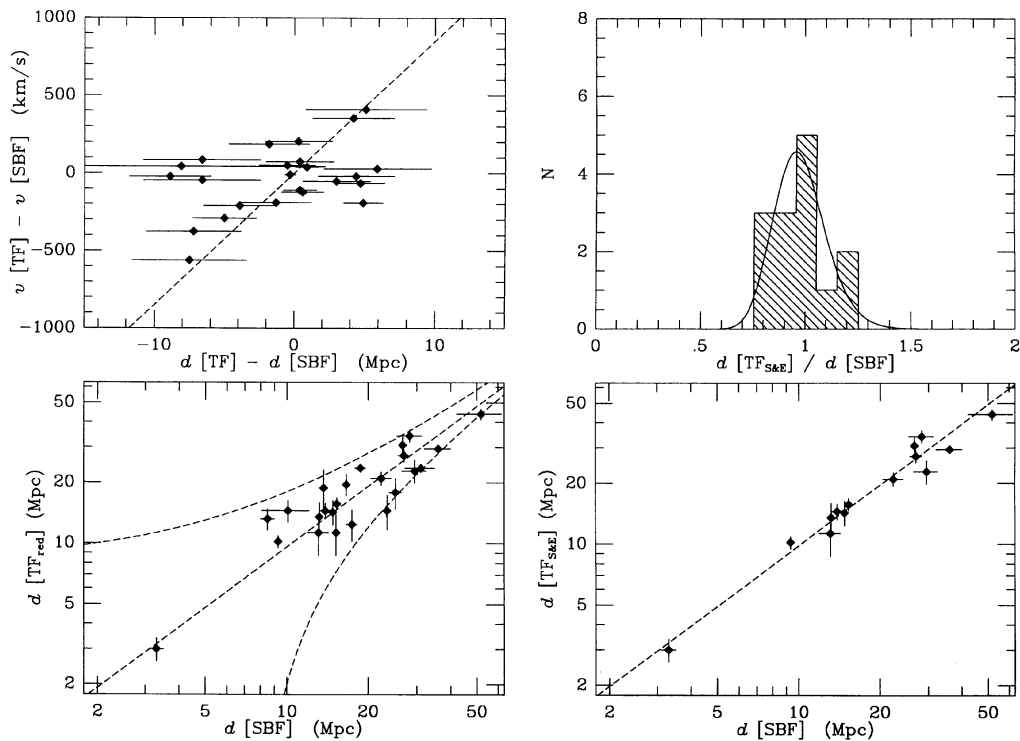 1000
500
0
−500
−1000
v [TF] − v [SBF] (km/s)
−10 0 10
d [TF] − d [SBF] (Mpc)
8
6
4
2
0
N
0 .5 1 1.5 2
d [TF_S&E] / d [SBF]
50
20
10
5
2
d [TF_red] (Mpc)
2 5 10 20 50
d [SBF] (Mpc)
50
20
10
5
2
d [TF_S&E] (Mpc)
2 5 10 20 50
d [SBF] (Mpc)